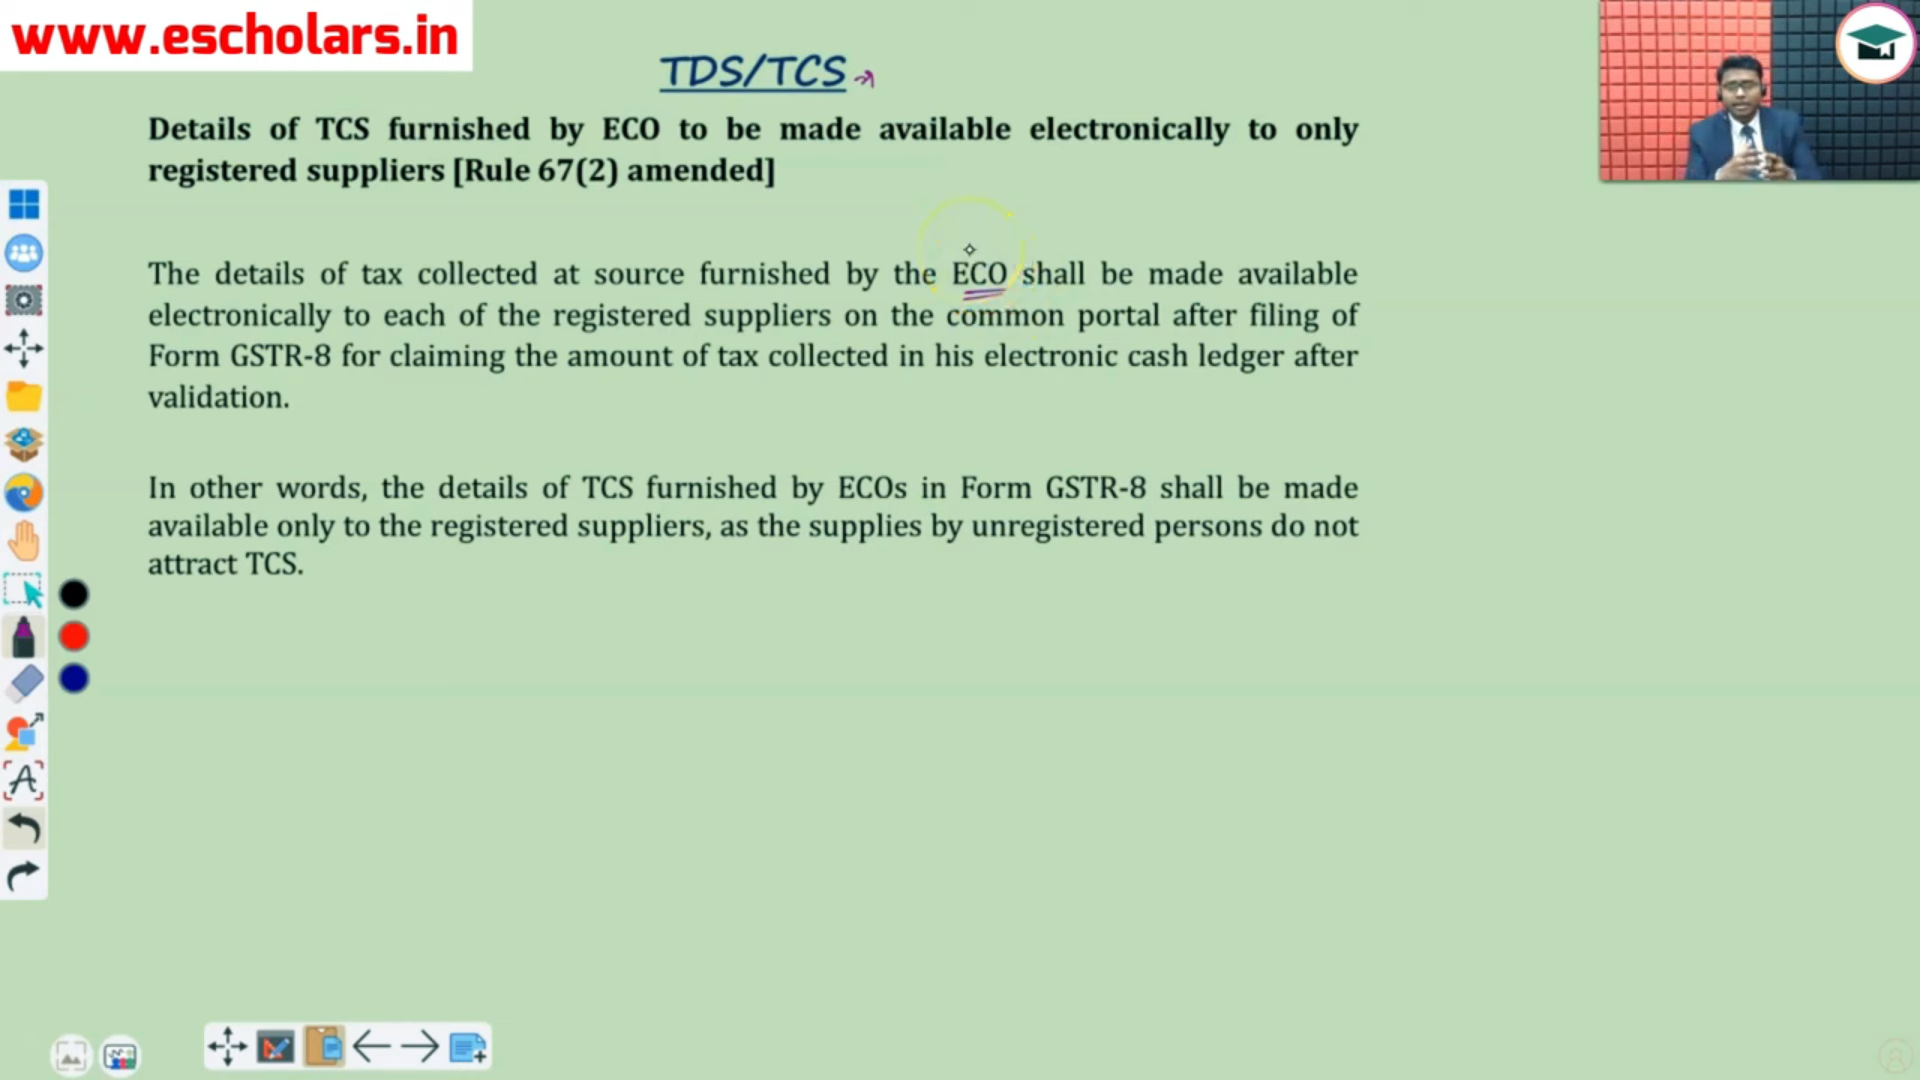 www.escholars.in
TDS/TCS
Details of TCS furnished by ECO to be made available electronically to only
registered suppliers [Rule 67(2) amended]
The details of tax collected at source furnished by the ECO shall be made available
electronically to each of the registered suppliers on the common portal after filing of
Form GSTR-8 for claiming the amount of tax collected in his electronic cash ledger after
validation.
In other words, the details of TCS furnished by ECOs in Form GSTR-8 shall be made
available only to the registered suppliers, as the supplies by unregistered persons do not
attract TCS.